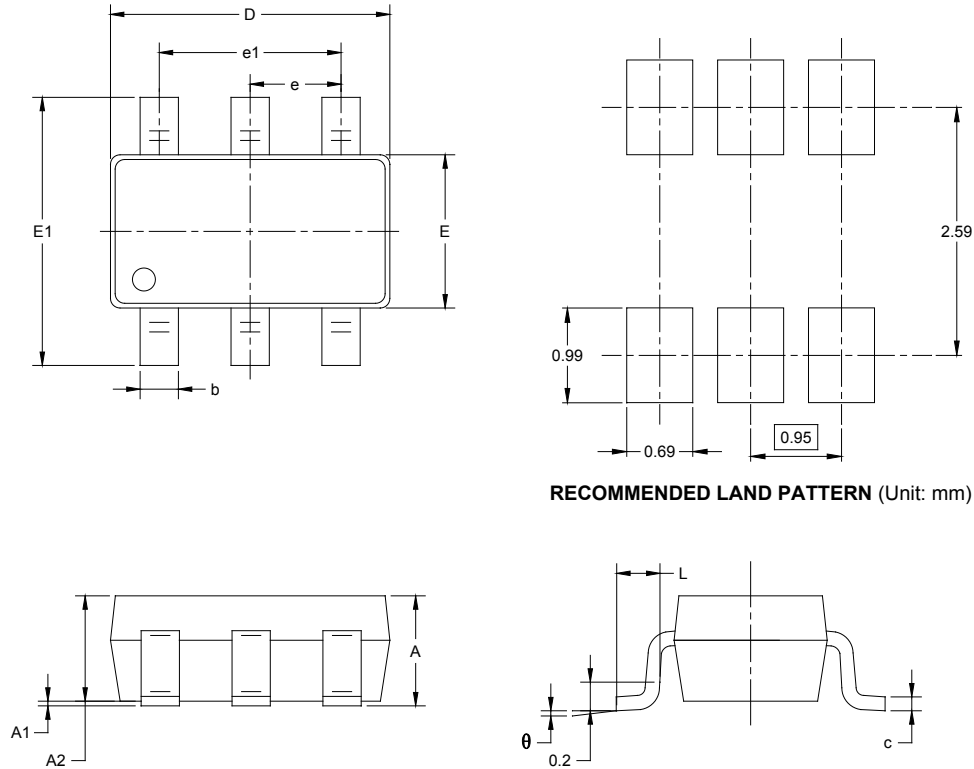 D
e1
e
E1
E
b
2.59
0.99
0.69
0.95
RECOMMENDED LAND PATTERN (Unit: mm)
L
A
A1
A2
θ
0.2
c